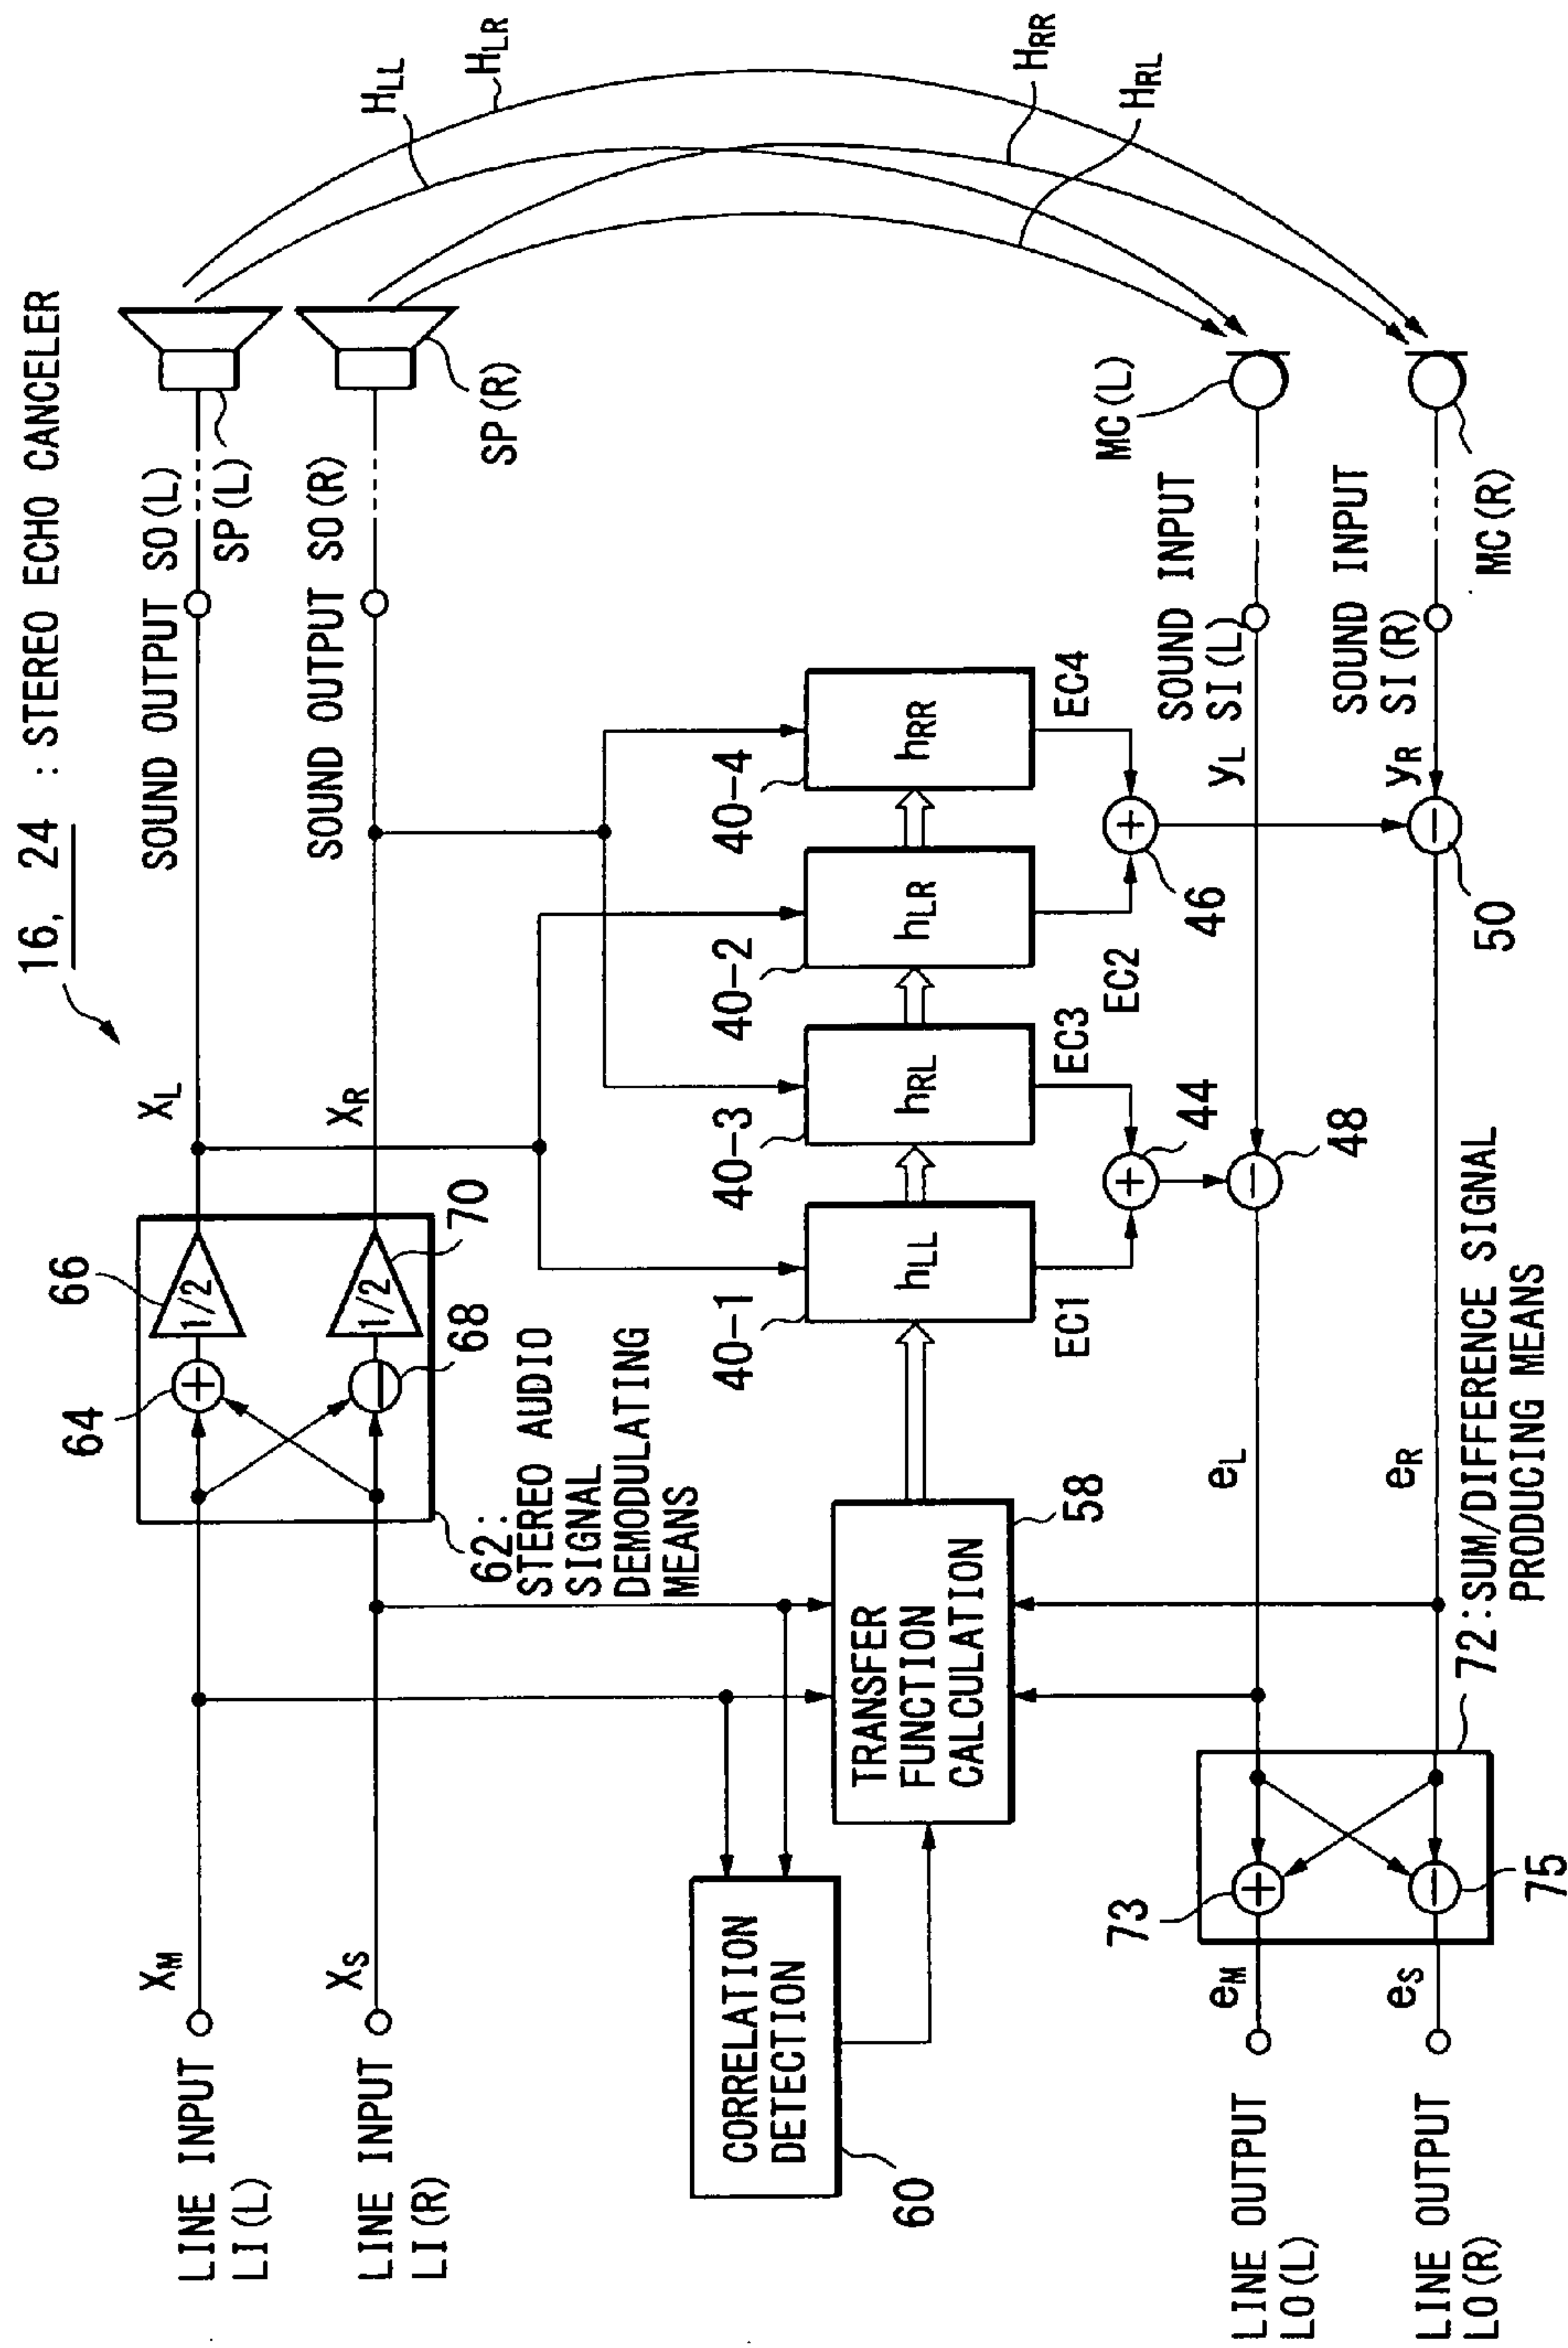 16, 24 : STEREO ECHO CANCELER
LINE INPUT
LI(L)
XM
64
66
1/2
XL
SOUND OUTPUT SO(L)
SP(L)
HLL
HLR
LINE INPUT
LI(R)
XS
68
70
1/2
XR
SOUND OUTPUT SO(R)
SP(R)
62:
STEREO AUDIO
SIGNAL
DEMODULATING
MEANS
CORRELATION
DETECTION
60
TRANSFER
FUNCTION
CALCULATION
58
40-1
hLL
40-3
hRL
40-2
hLR
40-4
hRR
EC1
EC3
EC2
EC4
44
46
HRR
HRL
MC(L)
SOUND INPUT
SI(L)
yL
48
eL
eM
73
LINE OUTPUT
LO(L)
SOUND INPUT
SI(R)
yR
MC(R)
50
eR
eS
75
LINE OUTPUT
LO(R)
72:SUM/DIFFERENCE SIGNAL
PRODUCING MEANS